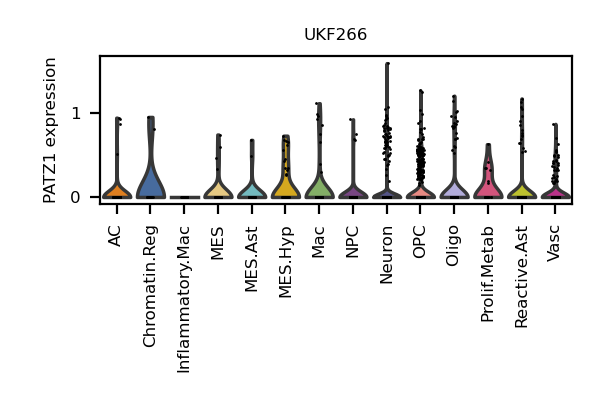 UKF266
PATZ1 expression
1
0
AC
Chromatin.Reg
Inflammatory.Mac
MES
MES.Ast
MES.Hyp
Mac
NPC
Neuron
OPC
Oligo
Prolif.Metab
Reactive.Ast
Vasc